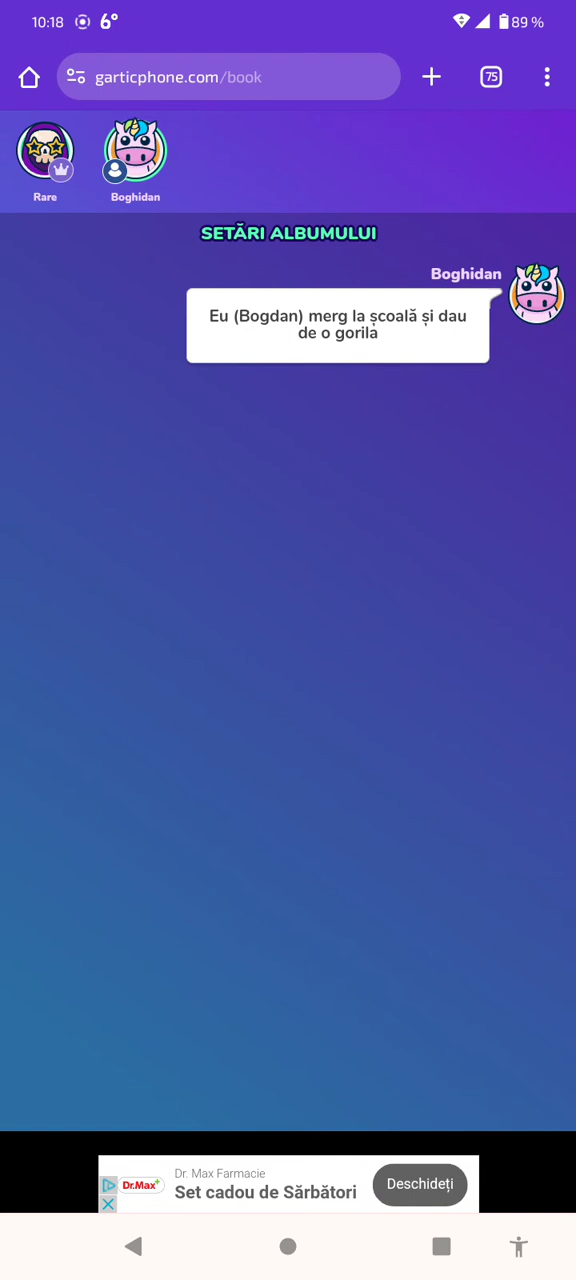 10:18 6°
89 %
garticphone.com/book
75
Rare
Boghidan
SETĂRI ALBUMULUI
Boghidan
Eu (Bogdan) merg la școală și dau
de o gorila
Dr.Max+
Dr. Max Farmacie
Set cadou de Sărbători
Deschideți